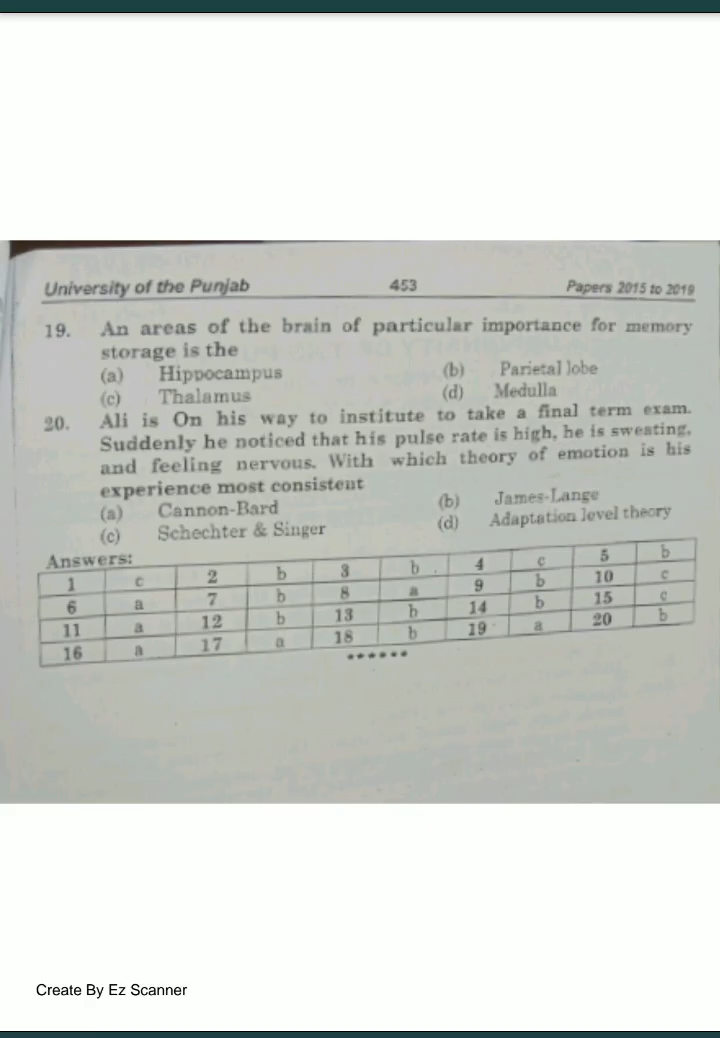 University of the Punjab 453 Papers 2015 to 2019
19. An areas of the brain of particular importance for memory
storage is the
(a) Hippocampus (b) Parietal lobe
(c) Thalamus (d) Medulla
20. Ali is On his way to institute to take a final term exam.
Suddenly he noticed that his pulse rate is high, he is sweating,
and feeling nervous. With which theory of emotion is his
experience most consistent
(a) Cannon-Bard (b) James-Lange
(c) Schechter & Singer (d) Adaptation level theory
Answers:
1 c 2 b 3 b 4 c 5 b
6 a 7 b 8 a 9 b 10 c
11 a 12 b 13 b 14 b 15 c
16 a 17 a 18 b 19 a 20 b
******
Create By Ez Scanner